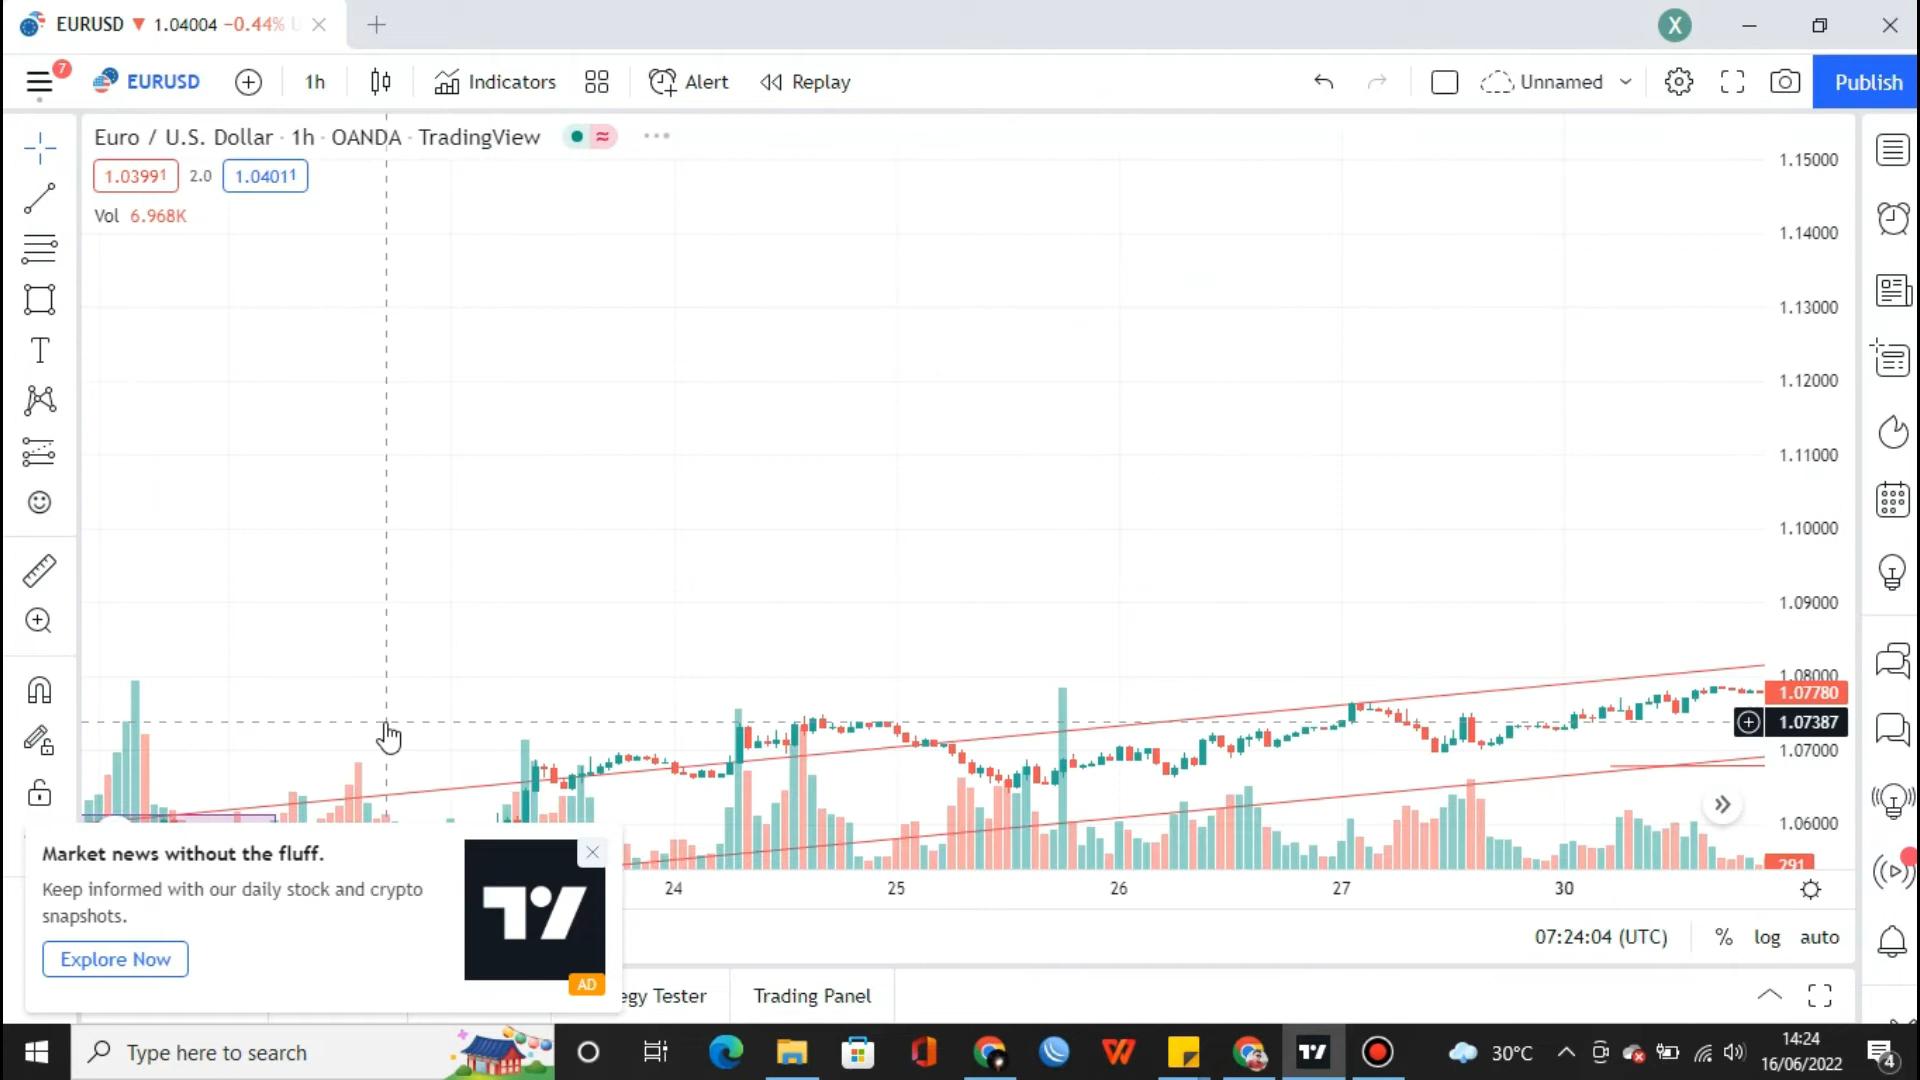 EURUSD ▼ 1.04004 −0.44%
X
7
EURUSD
1h
Indicators
Alert
Replay
Unnamed
Publish
Euro / U.S. Dollar · 1h · OANDA · TradingView
1.03991 2.0 1.04011
Vol 6.968K
T
1.15000
1.14000
1.13000
1.12000
1.11000
1.10000
1.09000
1.08000
1.07780
1.07387
1.07000
1.06000
291
24 25 26 27 30
Market news without the fluff.
Keep informed with our daily stock and crypto
snapshots.
Explore Now
AD
07:24:04 (UTC) % log auto
egy Tester
Trading Panel
Type here to search
30°C
14:24
16/06/2022
4